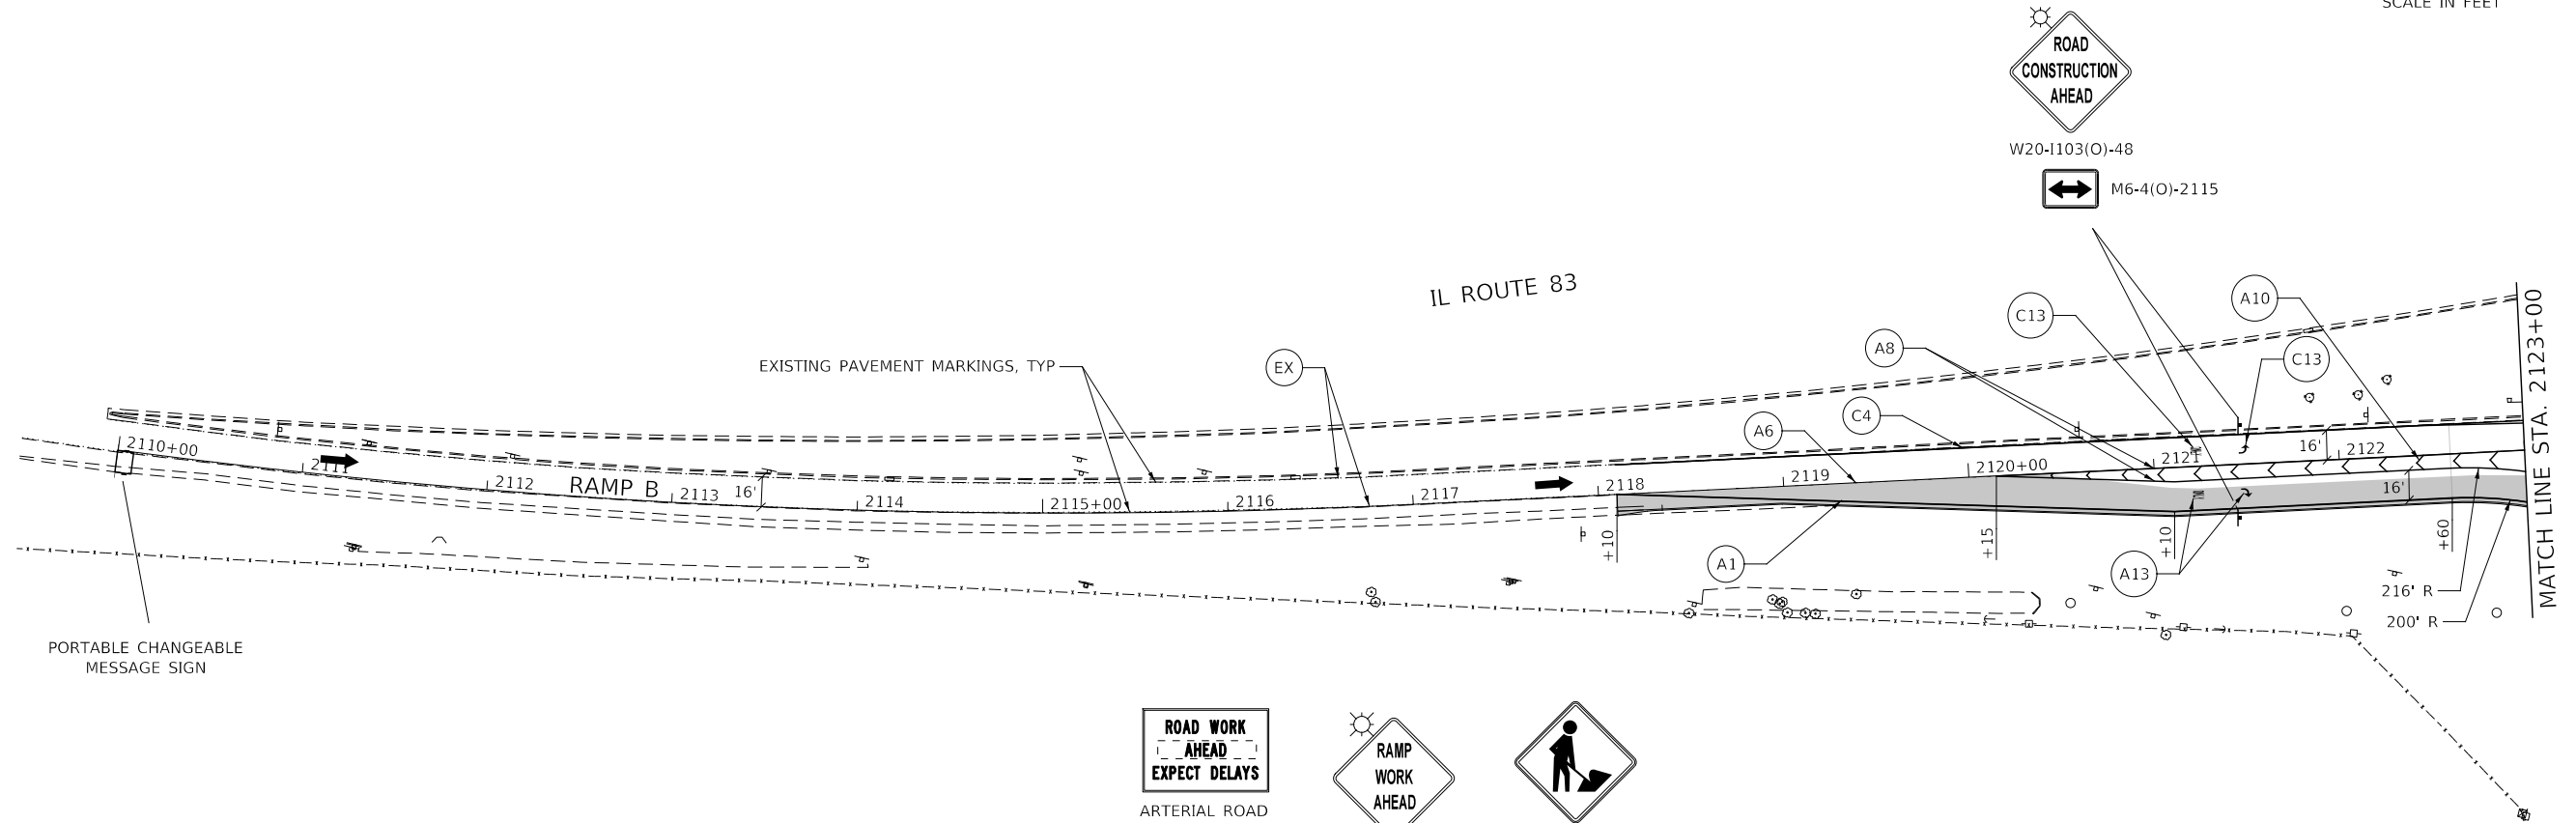 SCALE IN FEET
ROAD
CONSTRUCTION
AHEAD
W20-I103(O)-48
M6-4(O)-2115
IL ROUTE 83
EXISTING PAVEMENT MARKINGS, TYP
EX
A6
C4
A8
C13
C13
A10
MATCH LINE STA. 2123+00
2110+00
2111
2112
RAMP B
2113
16'
2114
2115+00
2116
2117
2118
2119
2120+00
2121
16'
2122
16'
+10
+15
+10
+60
A1
A13
216' R
200' R
PORTABLE CHANGEABLE
MESSAGE SIGN
ROAD WORK
AHEAD
EXPECT DELAYS
ARTERIAL ROAD
RAMP
WORK
AHEAD